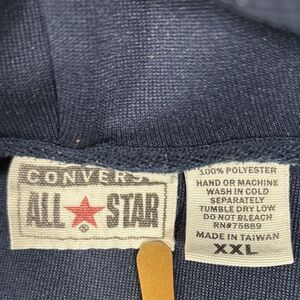 CONVERS
ALL ★ STAR
®
100% POLYESTER
HAND OR MACHINE
WASH IN COLD
SEPARATELY
TUMBLE DRY LOW
DO NOT BLEACH
RN#75889
MADE IN TAIWAN
XXL